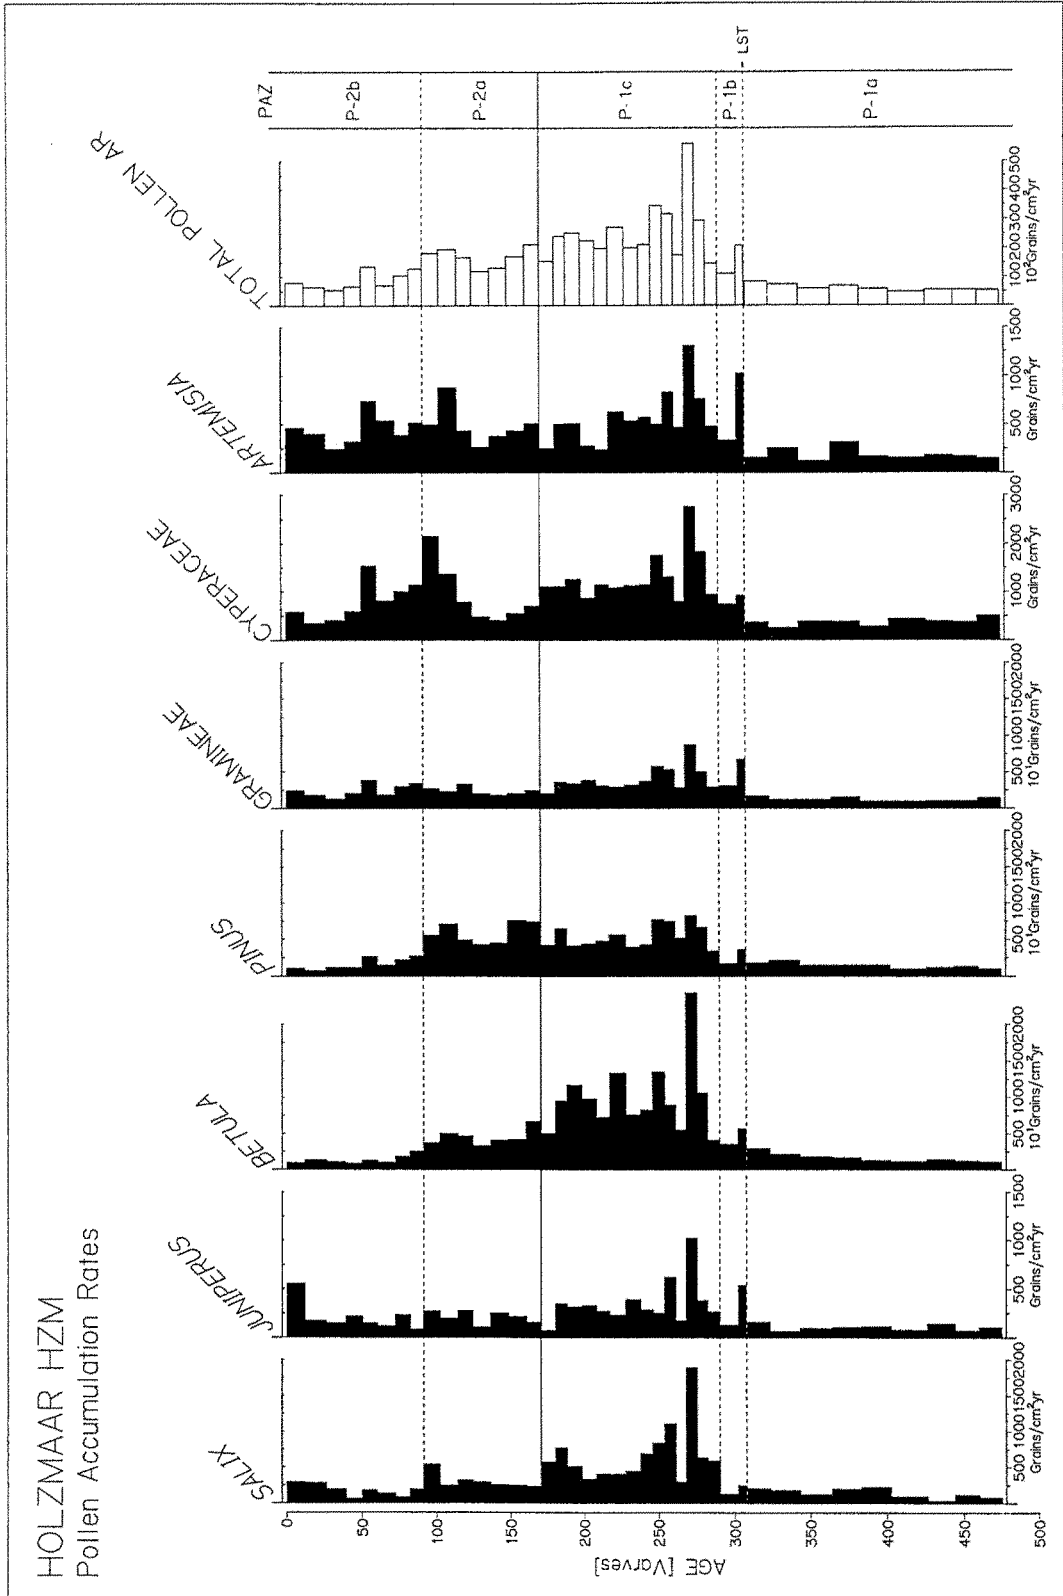 HOLZMAAR HZM
Pollen Accumulation Rates
SALIX
JUNIPERUS
BETULA
PINUS
GRAMINEAE
CYPERACEAE
ARTEMISIA
TOTAL POLLEN AR
PAZ
P-2b
P-2a
P-1c
P-1b
LST
P-1a
AGE [Varves]
0
50
100
150
200
250
300
350
400
450
500
500 1000 1500 2000
Grains/cm²yr
500 1000 1500
Grains/cm²yr
500 1000 1500 2000
10¹Grains/cm²yr
500 1000 1500 2000
10¹Grains/cm²yr
500 1000 1500 2000
10¹Grains/cm²yr
1000 2000 3000
Grains/cm²yr
500 1000 1500
Grains/cm²yr
100 200 300 400 500
10²Grains/cm²yr